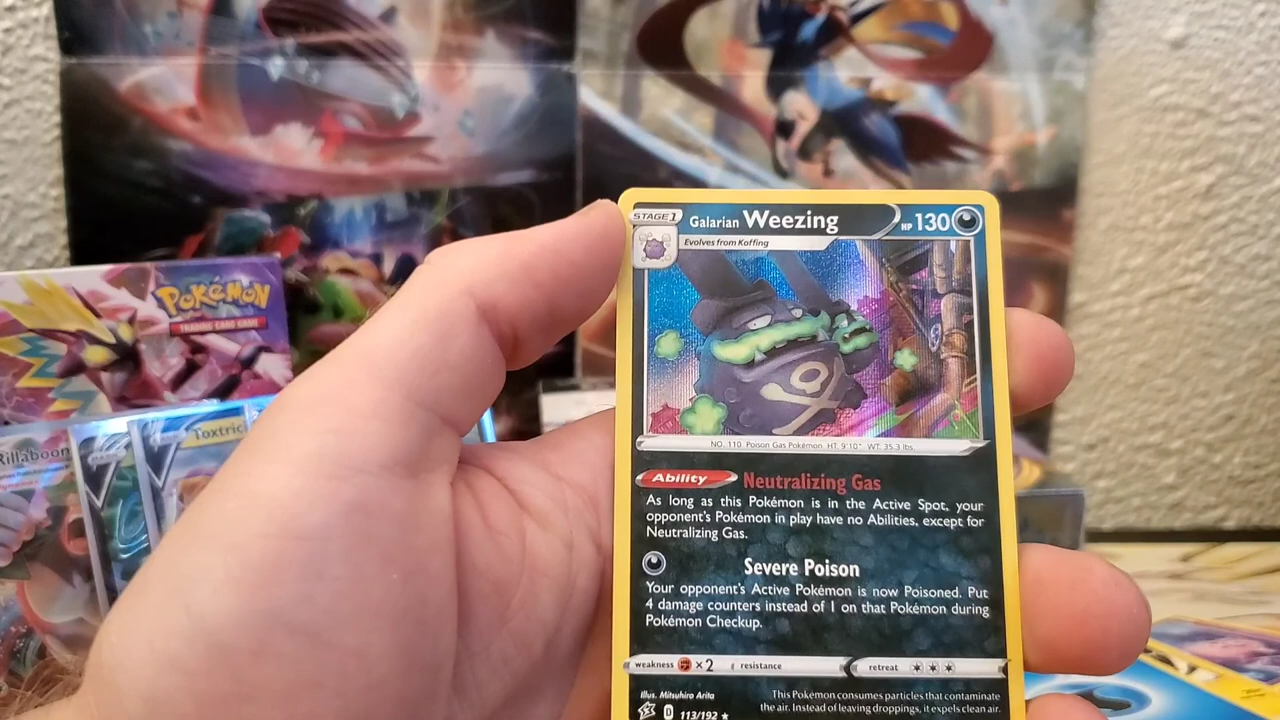 STAGE 1 Galarian Weezing HP 130
Evolves from Koffing
NO. 110 Poison Gas Pokémon HT: 9'10" WT: 35.3 lbs.
Ability Neutralizing Gas
As long as this Pokémon is in the Active Spot, your
opponent's Pokémon in play have no Abilities, except for
Neutralizing Gas.
Severe Poison
Your opponent's Active Pokémon is now Poisoned. Put
4 damage counters instead of 1 on that Pokémon during
Pokémon Checkup.
weakness ×2 resistance retreat
Illus. Mitsuhiro Arita
This Pokémon consumes particles that contaminate
the air. Instead of leaving droppings, it expels clean air.
D 113/192 ★
POKÉMON
TRADING CARD GAME
Toxtric
Rillaboom